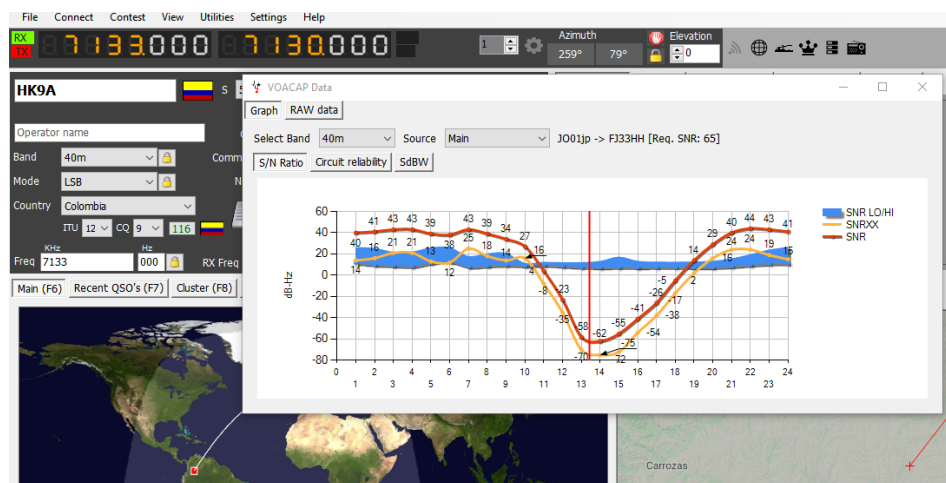 File Connect Contest View Utilities Settings Help
RX
TX
7133.000 7130.000
1
Azimuth
259° 79°
Elevation
0
HK9A
S
VOACAP Data
Graph RAW data
Operator name
Select Band 40m Source Main JO01jp -> FJ33HH [Req. SNR: 65]
Band 40m
Comm
S/N Ratio Circuit reliability SdBW
Mode LSB
N
Country Colombia
ITU 12 CQ 9 116
KHz Hz
Freq 7133 000 RX Freq
Main (F6) Recent QSO's (F7) Cluster (F8)
dB-Hz
60
40
20
0
-20
-40
-60
-80
41 43 43 39 43 39 34 27
40 16 21 21 13 38 25 18 14 16
14 12 4
-8
-23
-35
-58
-70
-62
-55
-75
-72
-41
-54
-26
-38
-5
-17
14
2
29
16
40 44 43 41
24 24 19 15
0 2 4 6 8 10 12 14 16 18 20 22 24
1 3 5 7 9 11 13 15 17 19 21 23
SNR LO/HI
SNRXX
SNR
Carrozas